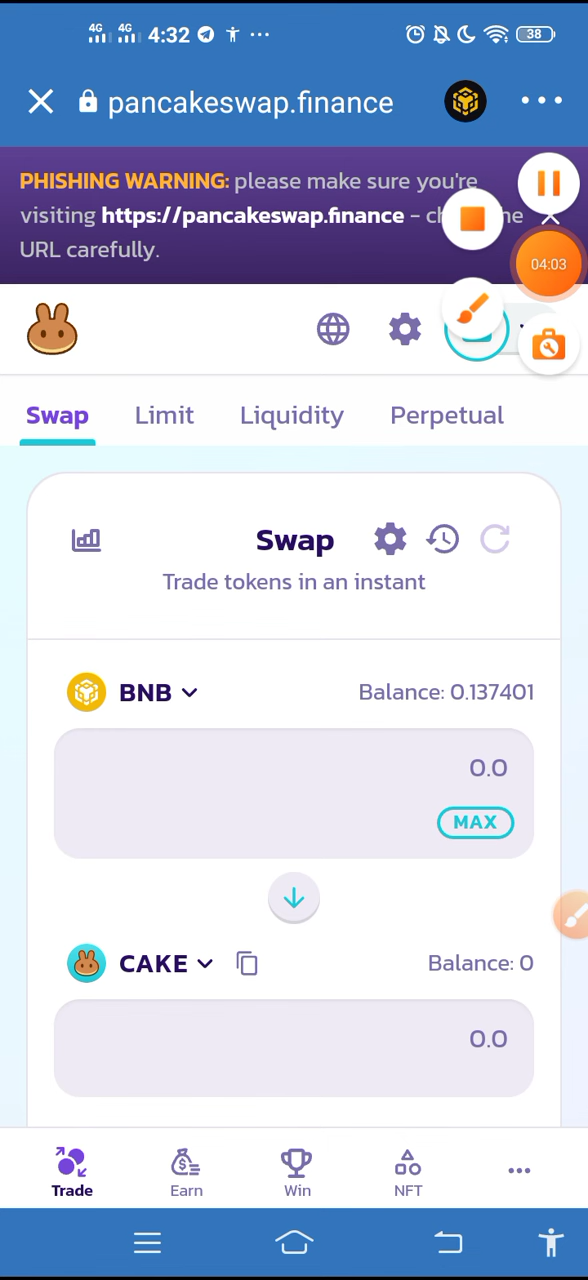 4G 4G 4:32 38
pancakeswap.finance
PHISHING WARNING: please make sure you're
visiting https://pancakeswap.finance -
URL carefully.
04:03
Swap Limit Liquidity Perpetual
Swap
Trade tokens in an instant
BNB Balance: 0.137401
0.0
MAX
CAKE Balance: 0
0.0
Trade Earn Win NFT